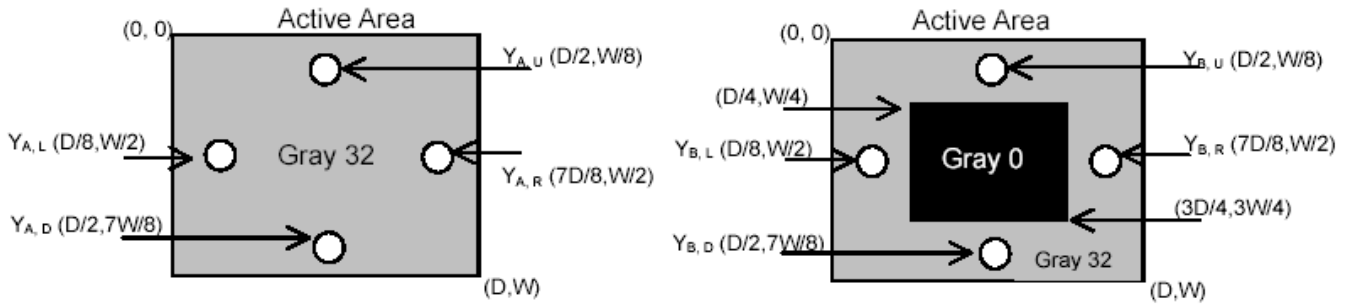 Active Area
(0, 0)
YA, U (D/2,W/8)
YA, L (D/8,W/2)
Gray 32
YA, R (7D/8,W/2)
YA, D (D/2,7W/8)
(D,W)
Active Area
(0, 0)
YB, U (D/2,W/8)
(D/4,W/4)
YB, L (D/8,W/2)
Gray 0
YB, R (7D/8,W/2)
(3D/4,3W/4)
YB, D (D/2,7W/8)
Gray 32
(D,W)